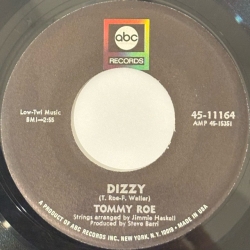 abc
RECORDS
Low-Twi Music
BMI-2:55
45-11164
AMP 45-15251
DIZZY
(T. Roe-F. Weller)
TOMMY ROE
Strings arranged by Jimmie Haskell
Produced by Steve Barri
A PRODUCT OF ABC RECORDS INC. NEW YORK, N.Y. 10019 • MADE IN USA